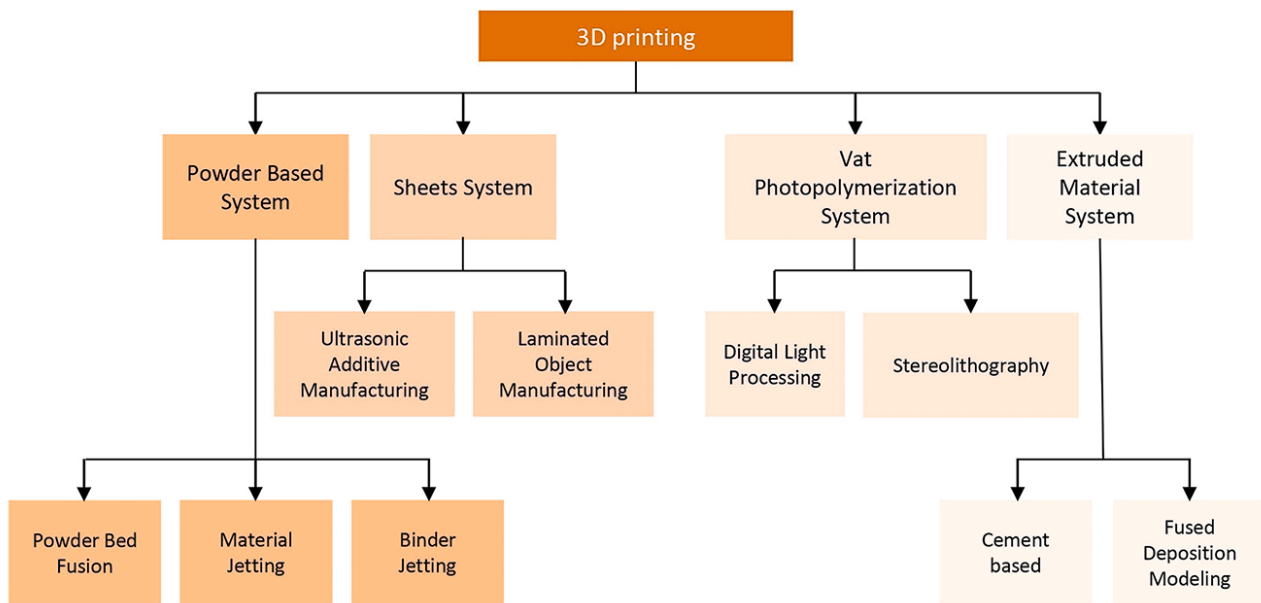 3D printing
Powder Based
System
Sheets System
Vat
Photopolymerization
System
Extruded
Material
System
Ultrasonic
Additive
Manufacturing
Laminated
Object
Manufacturing
Digital Light
Processing
Stereolithography
Powder Bed
Fusion
Material
Jetting
Binder
Jetting
Cement
based
Fused
Deposition
Modeling